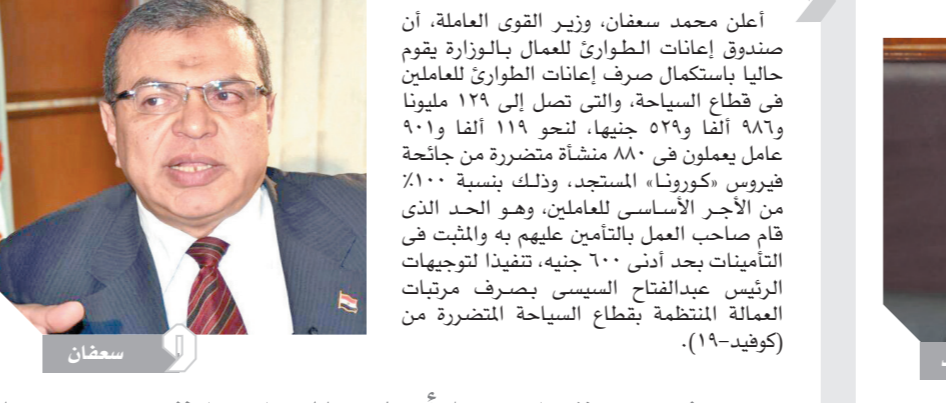 أعلن محمد سعفان، وزير القوى العاملة، أن
صندوق إعانات الطوارئ للعمال بالوزارة يقوم
حاليا باستكمال صرف إعانات الطوارئ للعاملين
فى قطاع السياحة، والتى تصل إلى ١٢٩ مليونا
و٩٨٦ ألفا و٥٢٩ جنيها، لنحو ١١٩ ألفا و٩٠١
عامل يعملون فى ٨٨٠ منشأة متضررة من جائحة
فيروس «كورونا» المستجد، وذلك بنسبة ١٠٠٪
من الأجر الأساسى للعاملين، وهو الحد الذى
قام صاحب العمل بالتأمين عليهم به والمثبت فى
التأمينات بحد أدنى ٦٠٠ جنيه، تنفيذا لتوجيهات
الرئيس عبدالفتاح السيسى بصرف مرتبات
العمالة المنتظمة بقطاع السياحة المتضررة من
(كوفيد-١٩).
سعفان